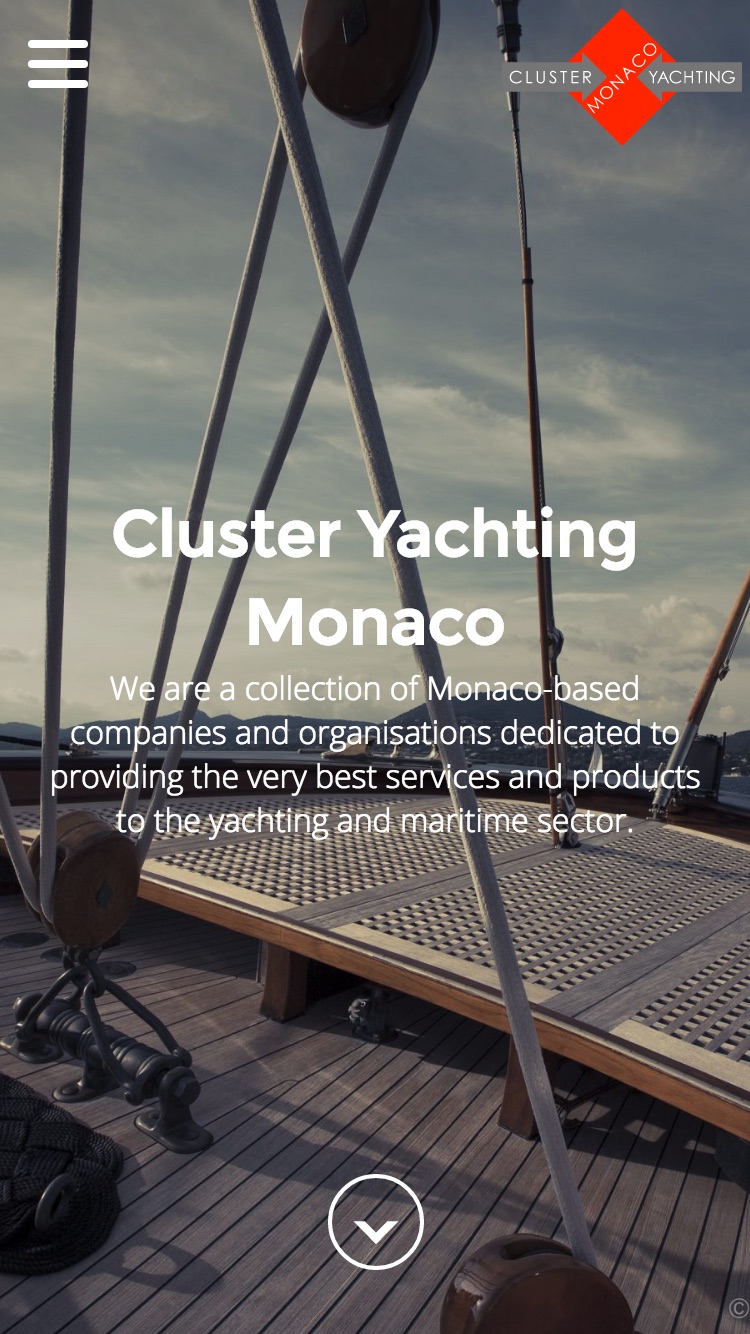 CLUSTER MONACO YACHTING
Cluster Yachting
Monaco
We are a collection of Monaco-based
companies and organisations dedicated to
providing the very best services and products
to the yachting and maritime sector.
©